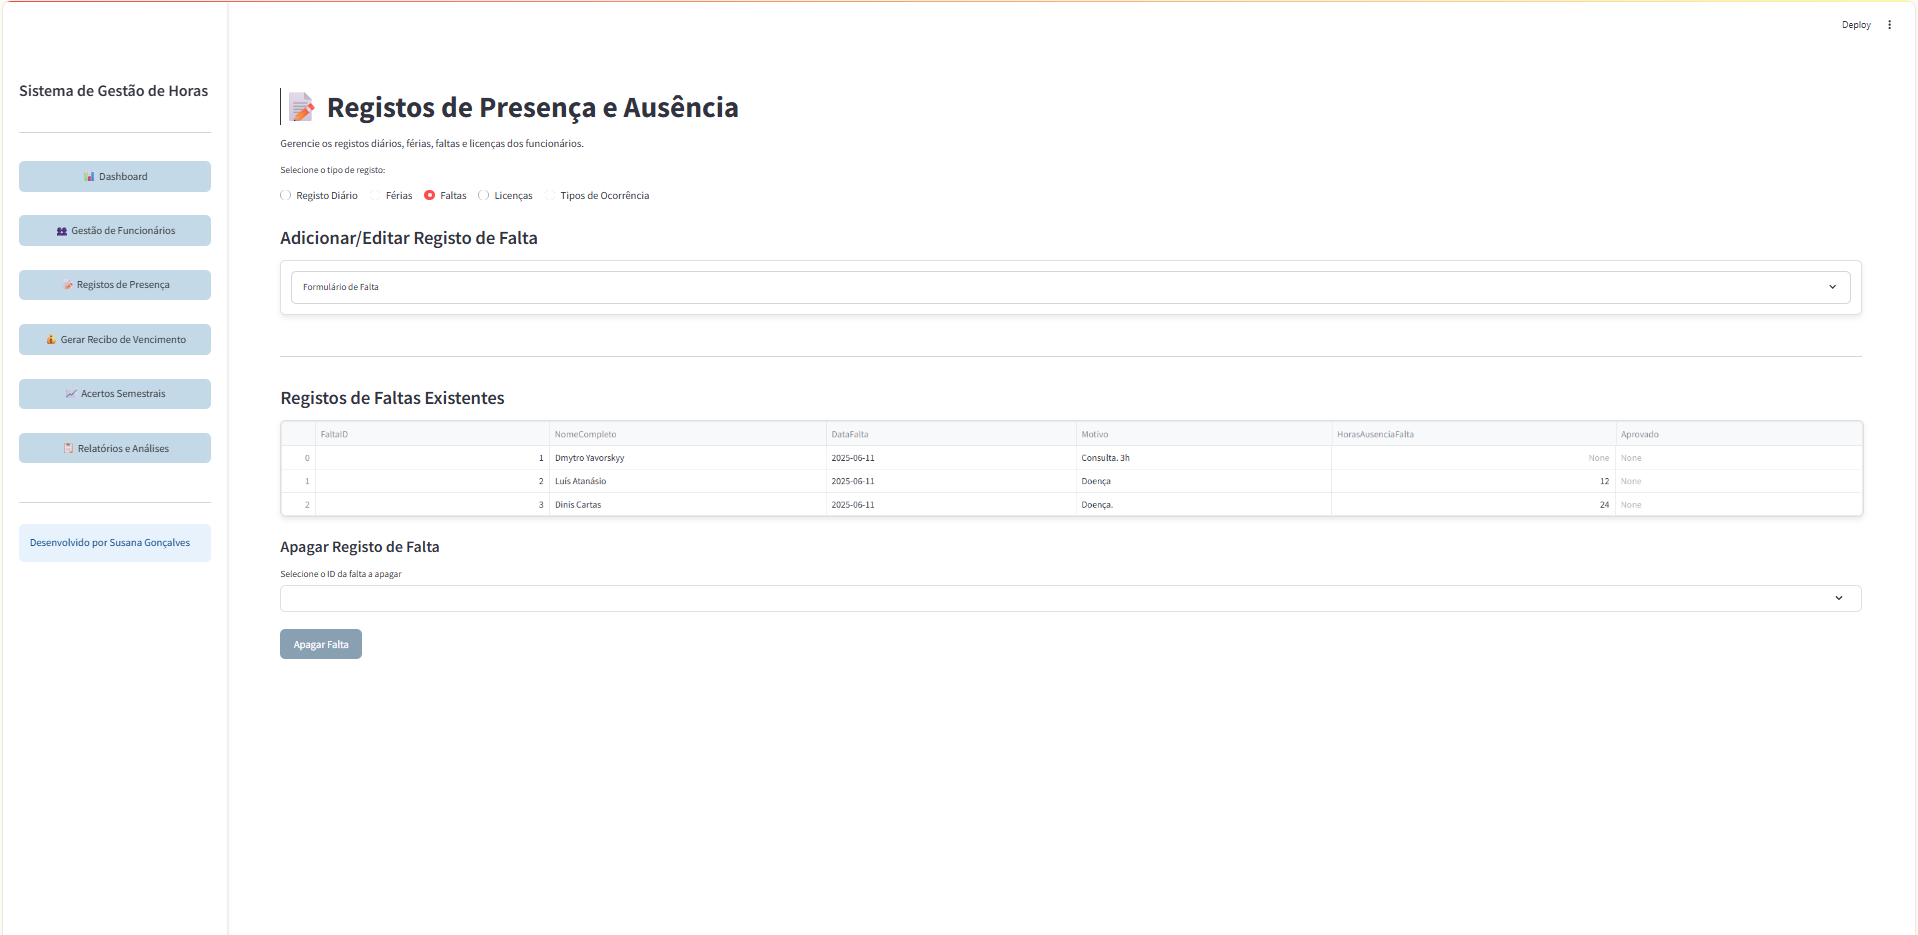 Deploy
Sistema de Gestão de Horas
Dashboard
Gestão de Funcionários
Registos de Presença
Gerar Recibo de Vencimento
Acertos Semestrais
Relatórios e Análises
Desenvolvido por Susana Gonçalves
Registos de Presença e Ausência
Gerencie os registos diários, férias, faltas e licenças dos funcionários.
Selecione o tipo de registo:
Registo Diário Férias Faltas Licenças Tipos de Ocorrência
Adicionar/Editar Registo de Falta
Formulário de Falta
Registos de Faltas Existentes
FaltaID NomeCompleto DataFalta Motivo HorasAusenciaFalta Aprovado
0 1 Dmytro Yavorskyy 2025-06-11 Consulta. 3h None None
1 2 Luís Atanásio 2025-06-11 Doença 12 None
2 3 Dinis Cartas 2025-06-11 Doença. 24 None
Apagar Registo de Falta
Selecione o ID da falta a apagar
Apagar Falta